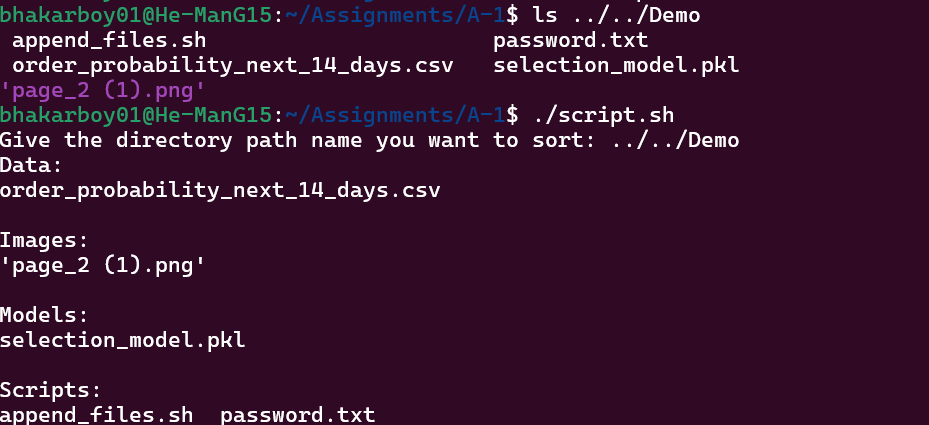 bhakarboy01@He-ManG15:~/Assignments/A-1$ ls ../../Demo
 append_files.sh                          password.txt
 order_probability_next_14_days.csv   selection_model.pkl
'page_2 (1).png'
bhakarboy01@He-ManG15:~/Assignments/A-1$ ./script.sh
Give the directory path name you want to sort: ../../Demo
Data:
order_probability_next_14_days.csv

Images:
'page_2 (1).png'

Models:
selection_model.pkl

Scripts:
append_files.sh  password.txt